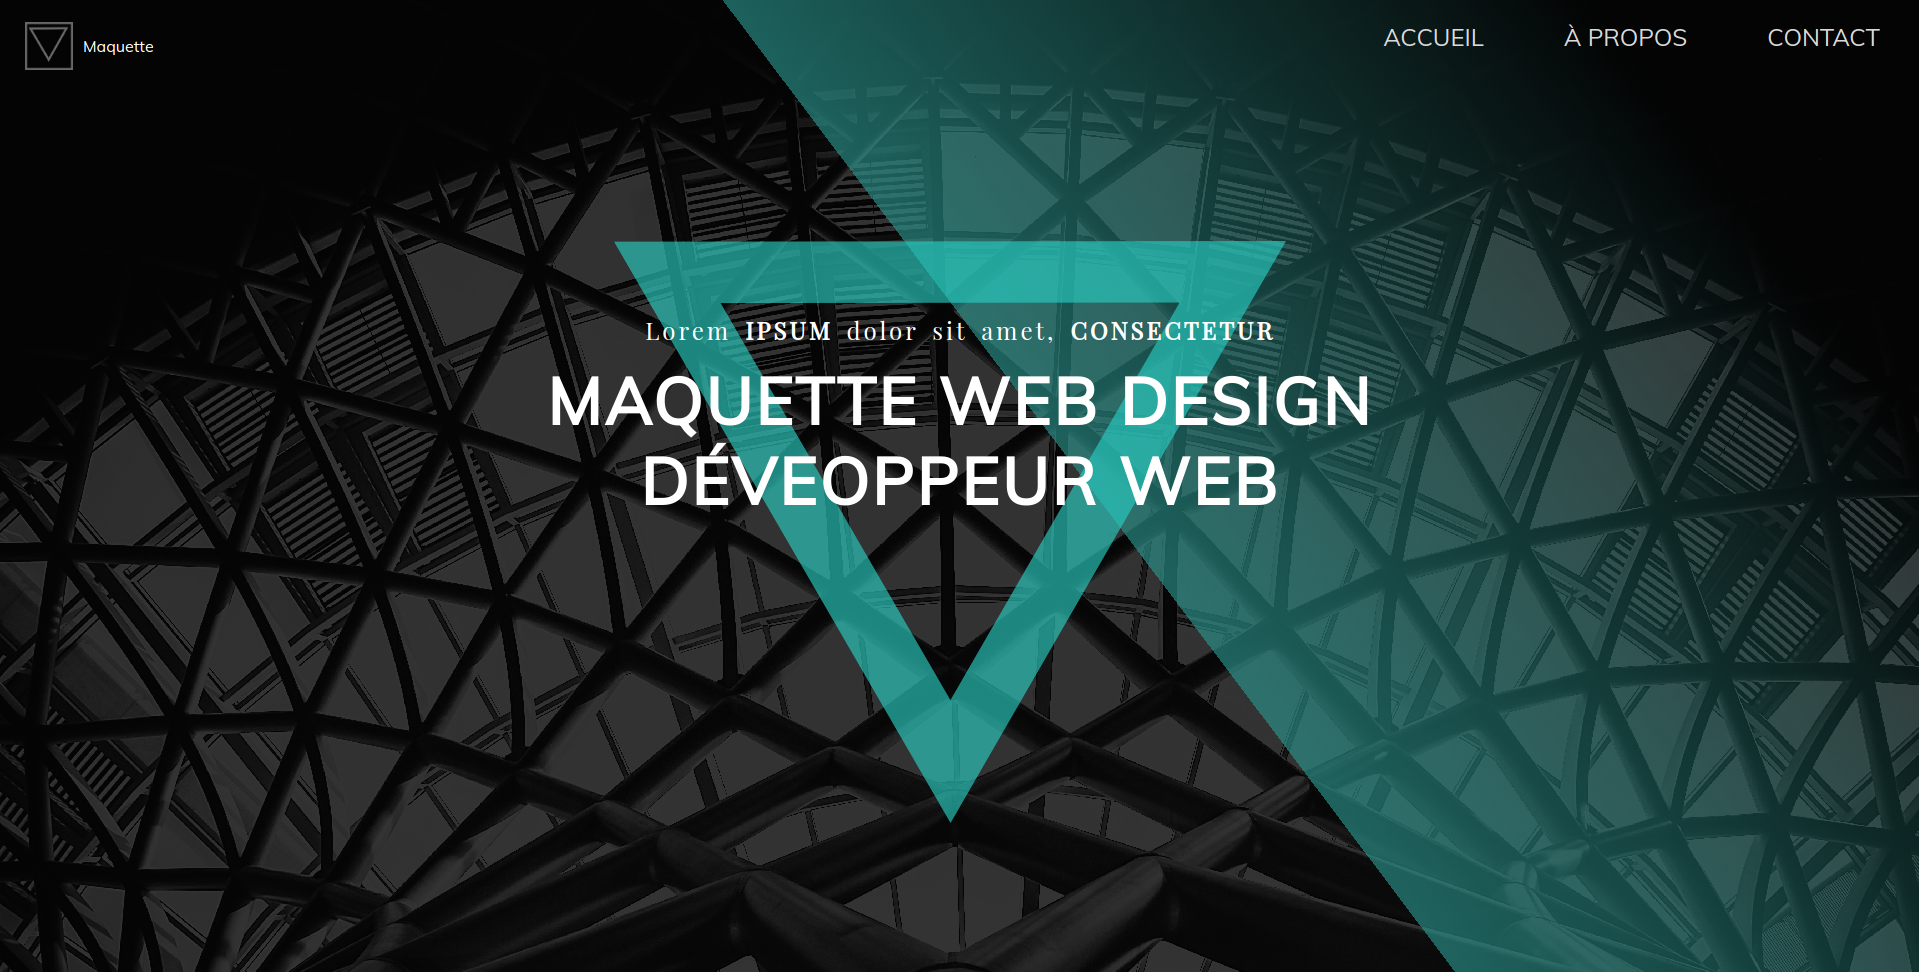 Maquette
ACCUEIL À PROPOS CONTACT
Lorem IPSUM dolor sit amet, CONSECTETUR
MAQUETTE WEB DESIGN
DÉVEOPPEUR WEB